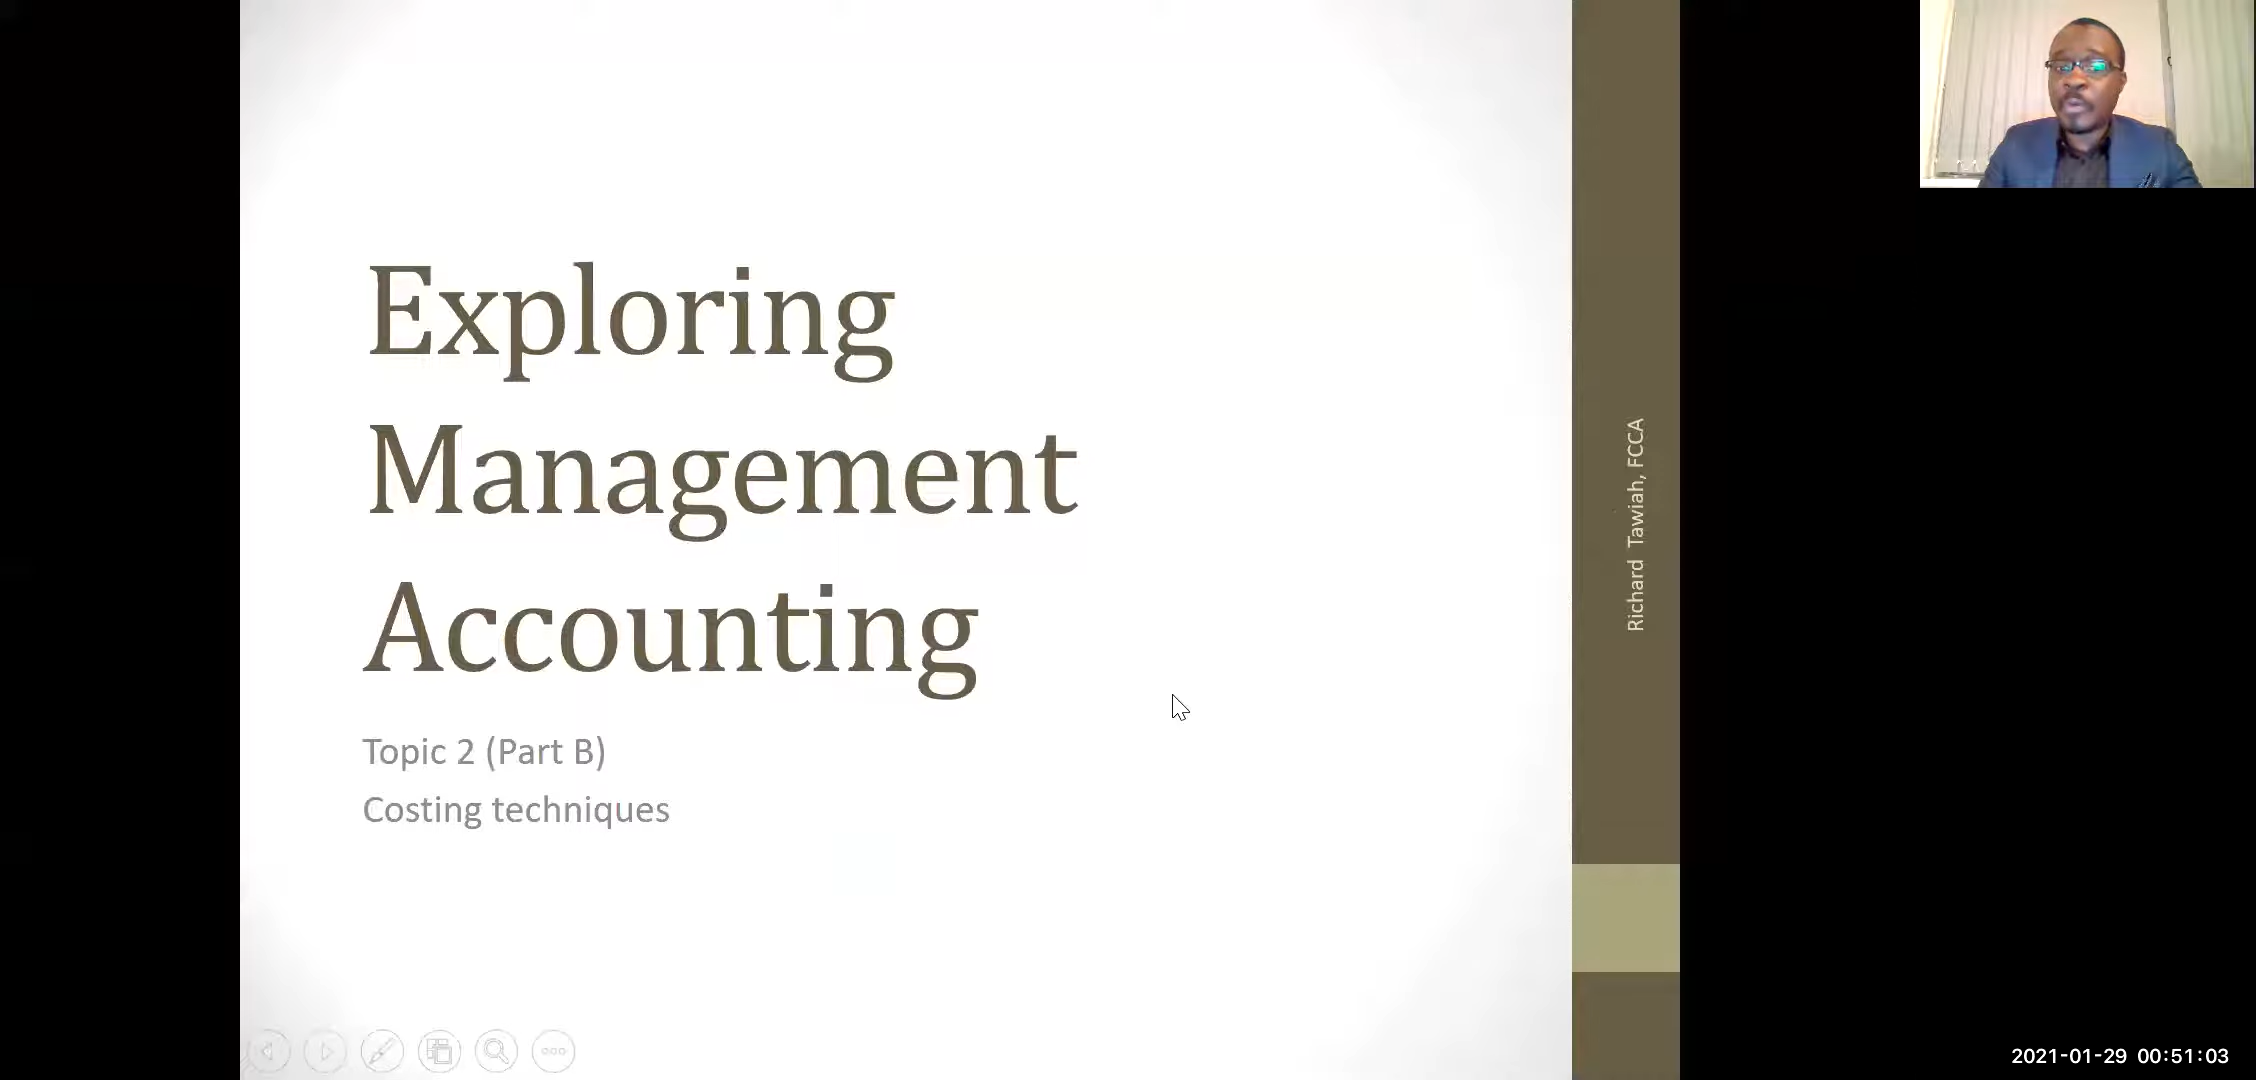 Exploring
Management
Accounting
Topic 2 (Part B)
Costing techniques
Richard Tawiah, FCCA
2021-01-29 00:51:03